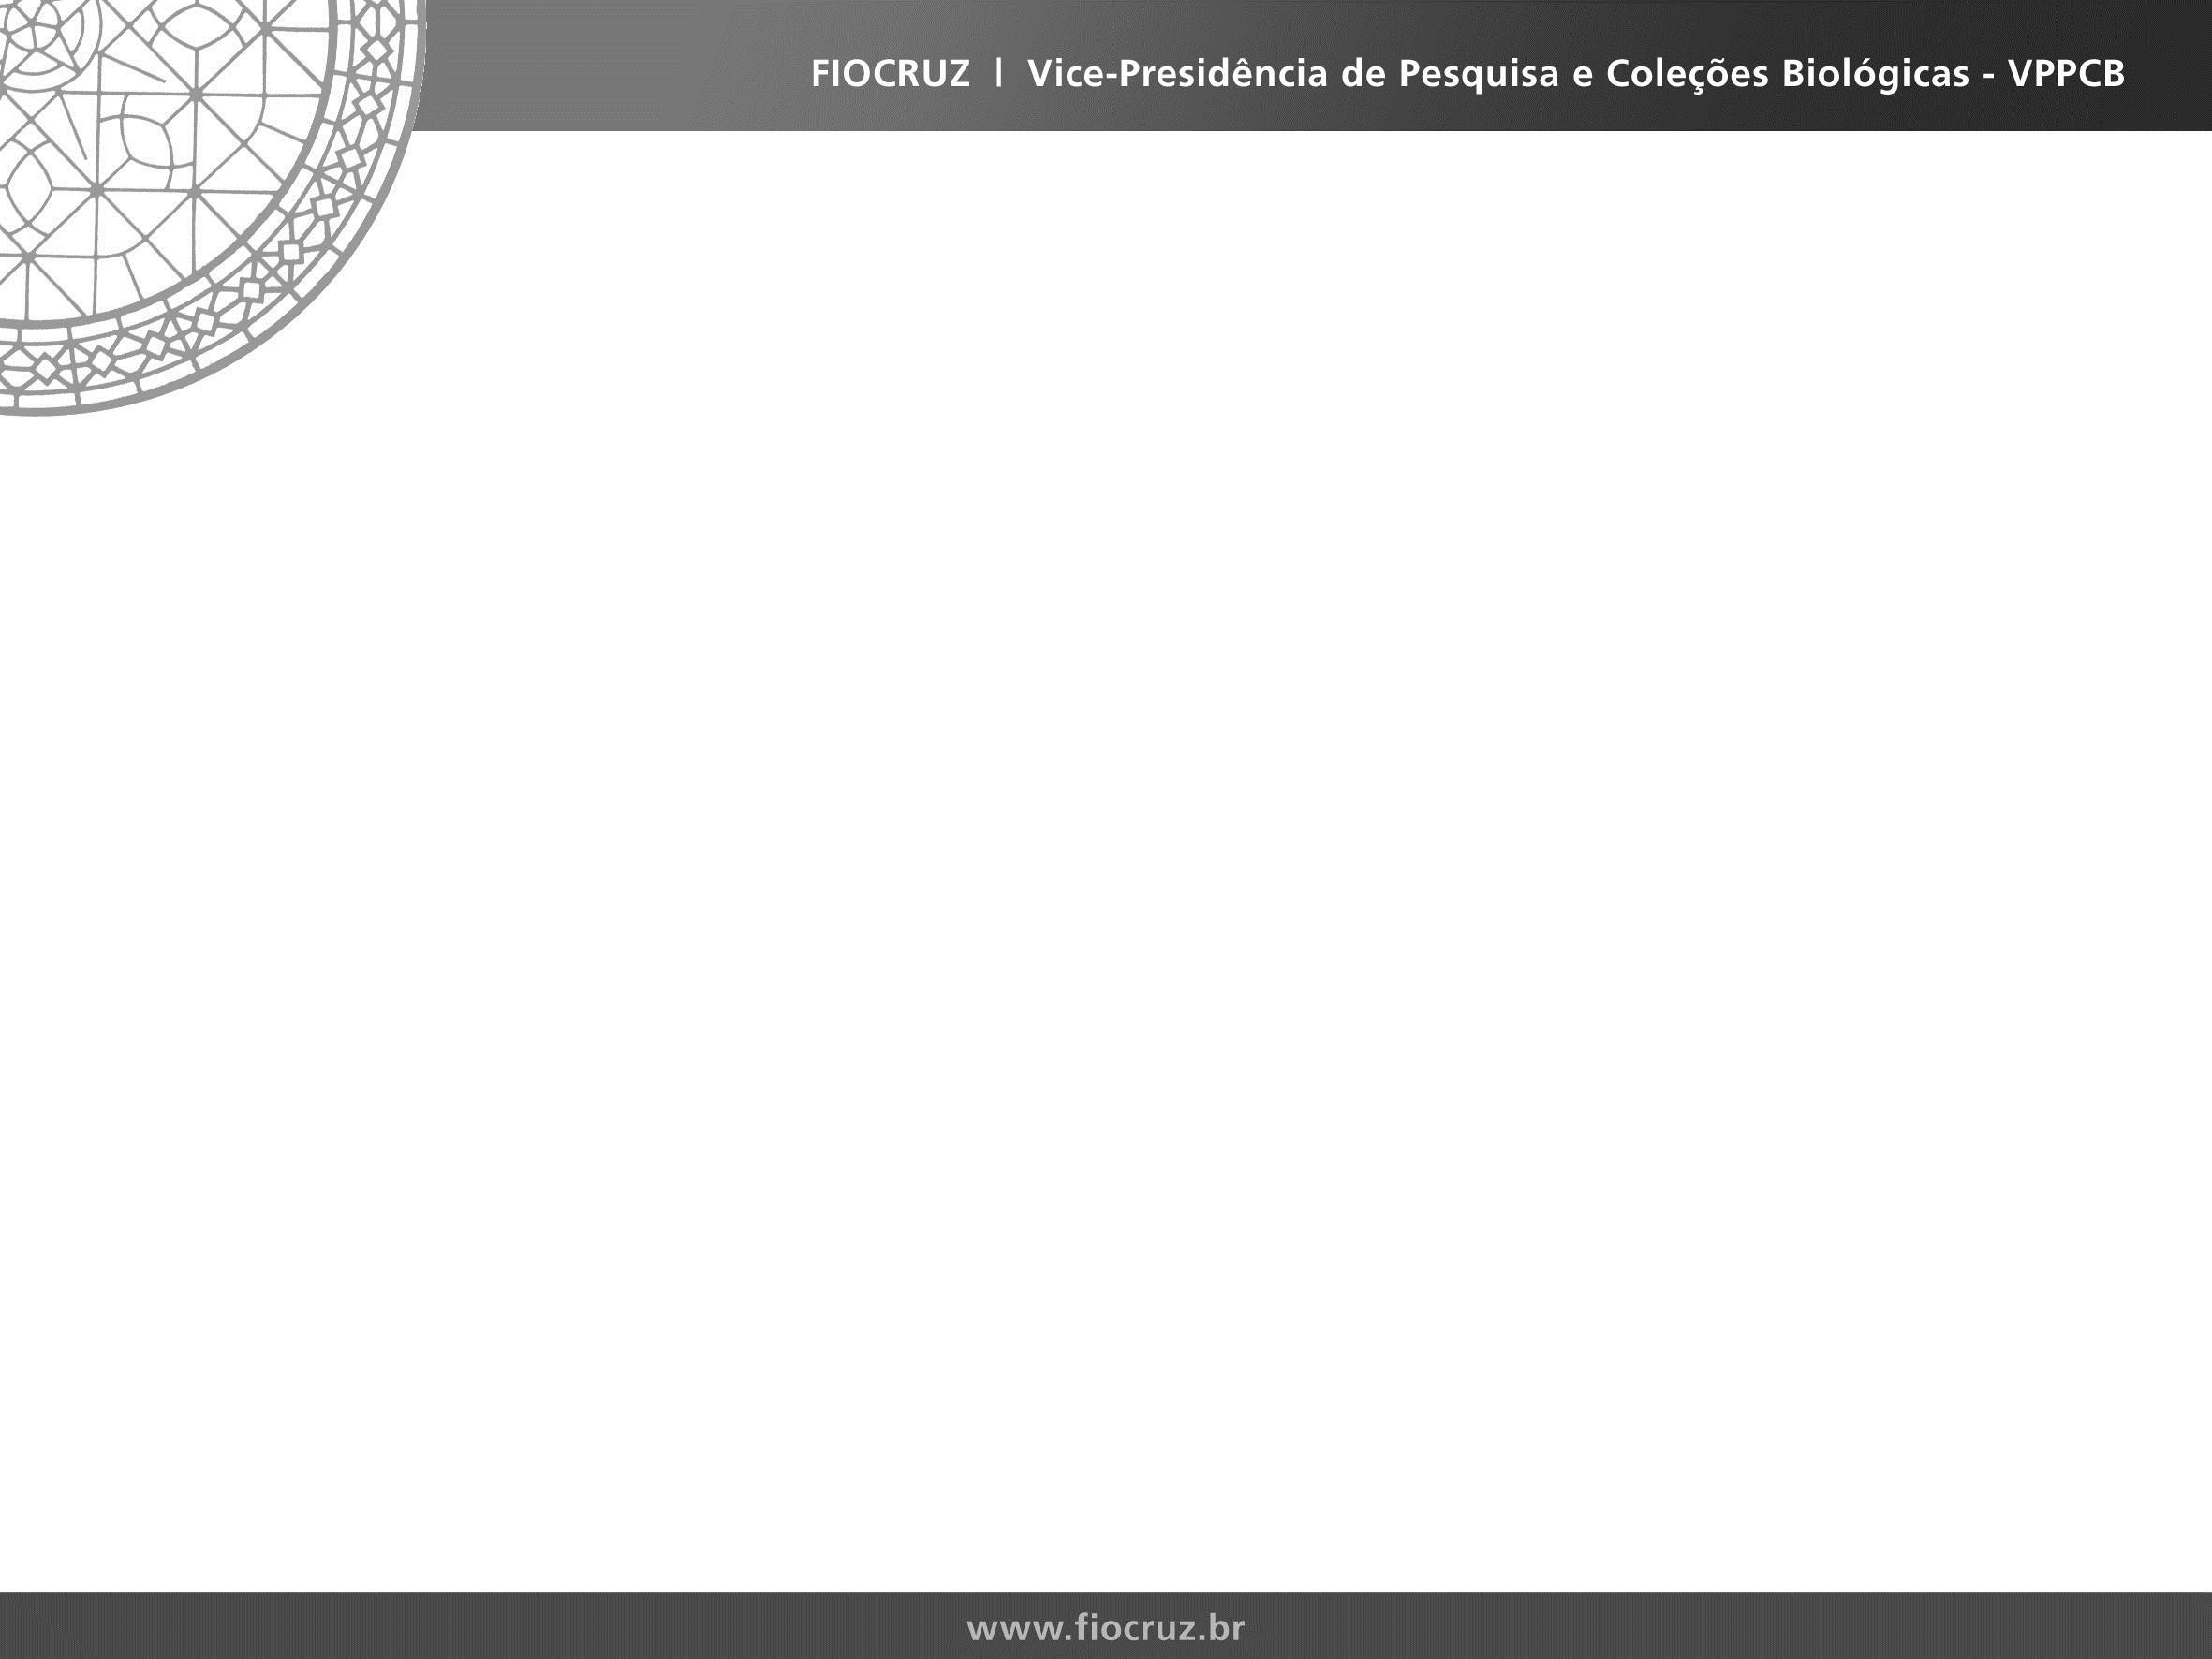 FIOCRUZ | Vice-Presidência de Pesquisa e Coleções Biológicas - VPPCB
www.fiocruz.br